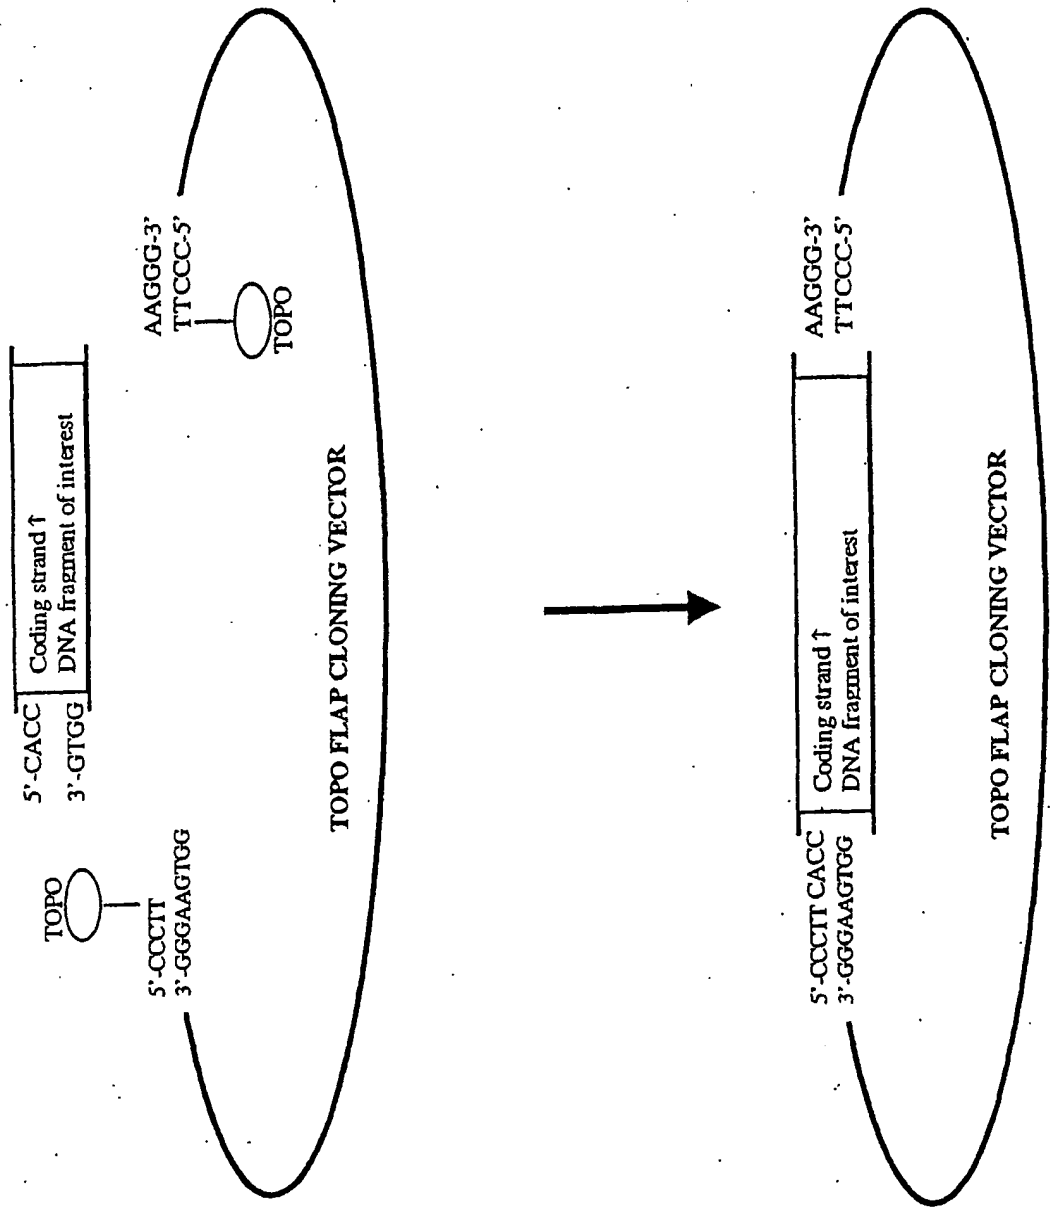 TOPO
5'-CACC
3'-GTGG
Coding strand↑
DNA fragment of interest
5'-CCCTT
3'-GGGAAGTGG
AAGGG-3'
TTCCC-5'
TOPO
TOPO FLAP CLONING VECTOR
5'-CCCTT CACC
3'-GGGAAGTGG
Coding strand↑
DNA fragment of interest
AAGGG-3'
TTCCC-5'
TOPO FLAP CLONING VECTOR